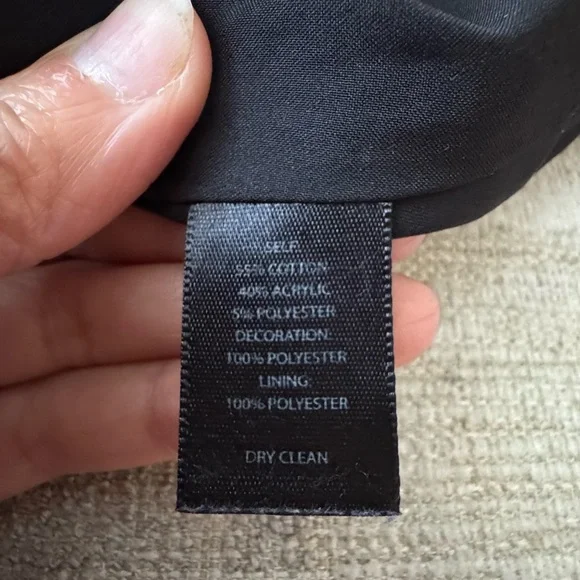 SELF:
55% COTTON
40% ACRYLIC
5% POLYESTER
DECORATION:
100% POLYESTER
LINING:
100% POLYESTER
DRY CLEAN